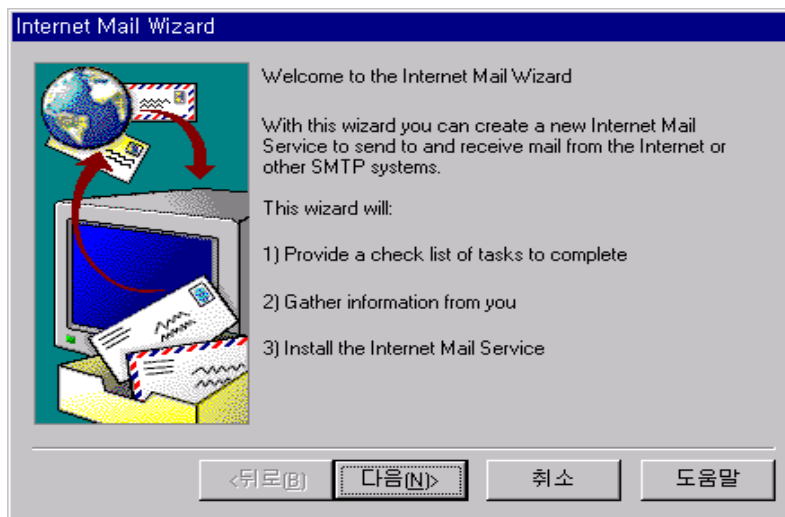 Internet Mail Wizard
Welcome to the Internet Mail Wizard
With this wizard you can create a new Internet Mail
Service to send to and receive mail from the Internet or
other SMTP systems.
This wizard will:
1) Provide a check list of tasks to complete
2) Gather information from you
3) Install the Internet Mail Service
<뒤로(B) 다음(N)> 취소 도움말